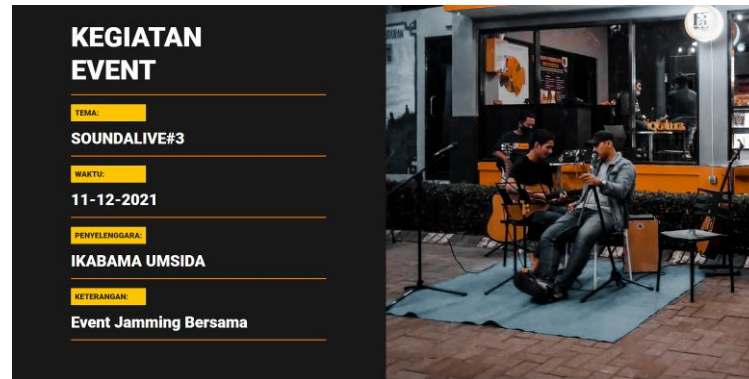 KEGIATAN
EVENT
TEMA:
SOUNDALIVE#3
WAKTU:
11-12-2021
PENYELENGGARA:
IKABAMA UMSIDA
KETERANGAN:
Event Jamming Bersama